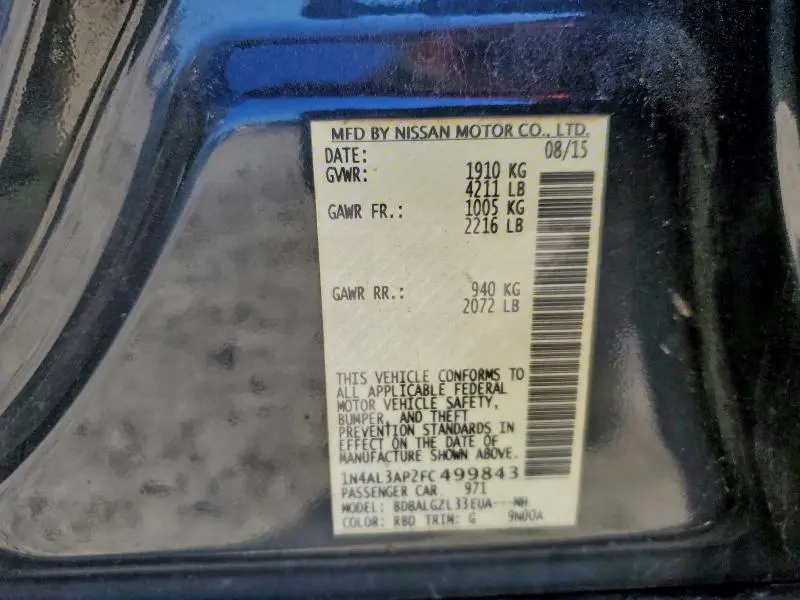 MFD BY NISSAN MOTOR CO., LTD.
DATE: 08/15
GVWR: 1910 KG
4211 LB
GAWR FR.: 1005 KG
2216 LB
GAWR RR.: 940 KG
2072 LB
THIS VEHICLE CONFORMS TO
ALL APPLICABLE FEDERAL
MOTOR VEHICLE SAFETY,
BUMPER, AND THEFT
PREVENTION STANDARDS IN
EFFECT ON THE DATE OF
MANUFACTURE SHOWN ABOVE.
1N4AL3AP2FC499843
PASSENGER CAR 971
MODEL: BDBALGZL33EUA---MH
COLOR: RBD TRIM: G 9N00A